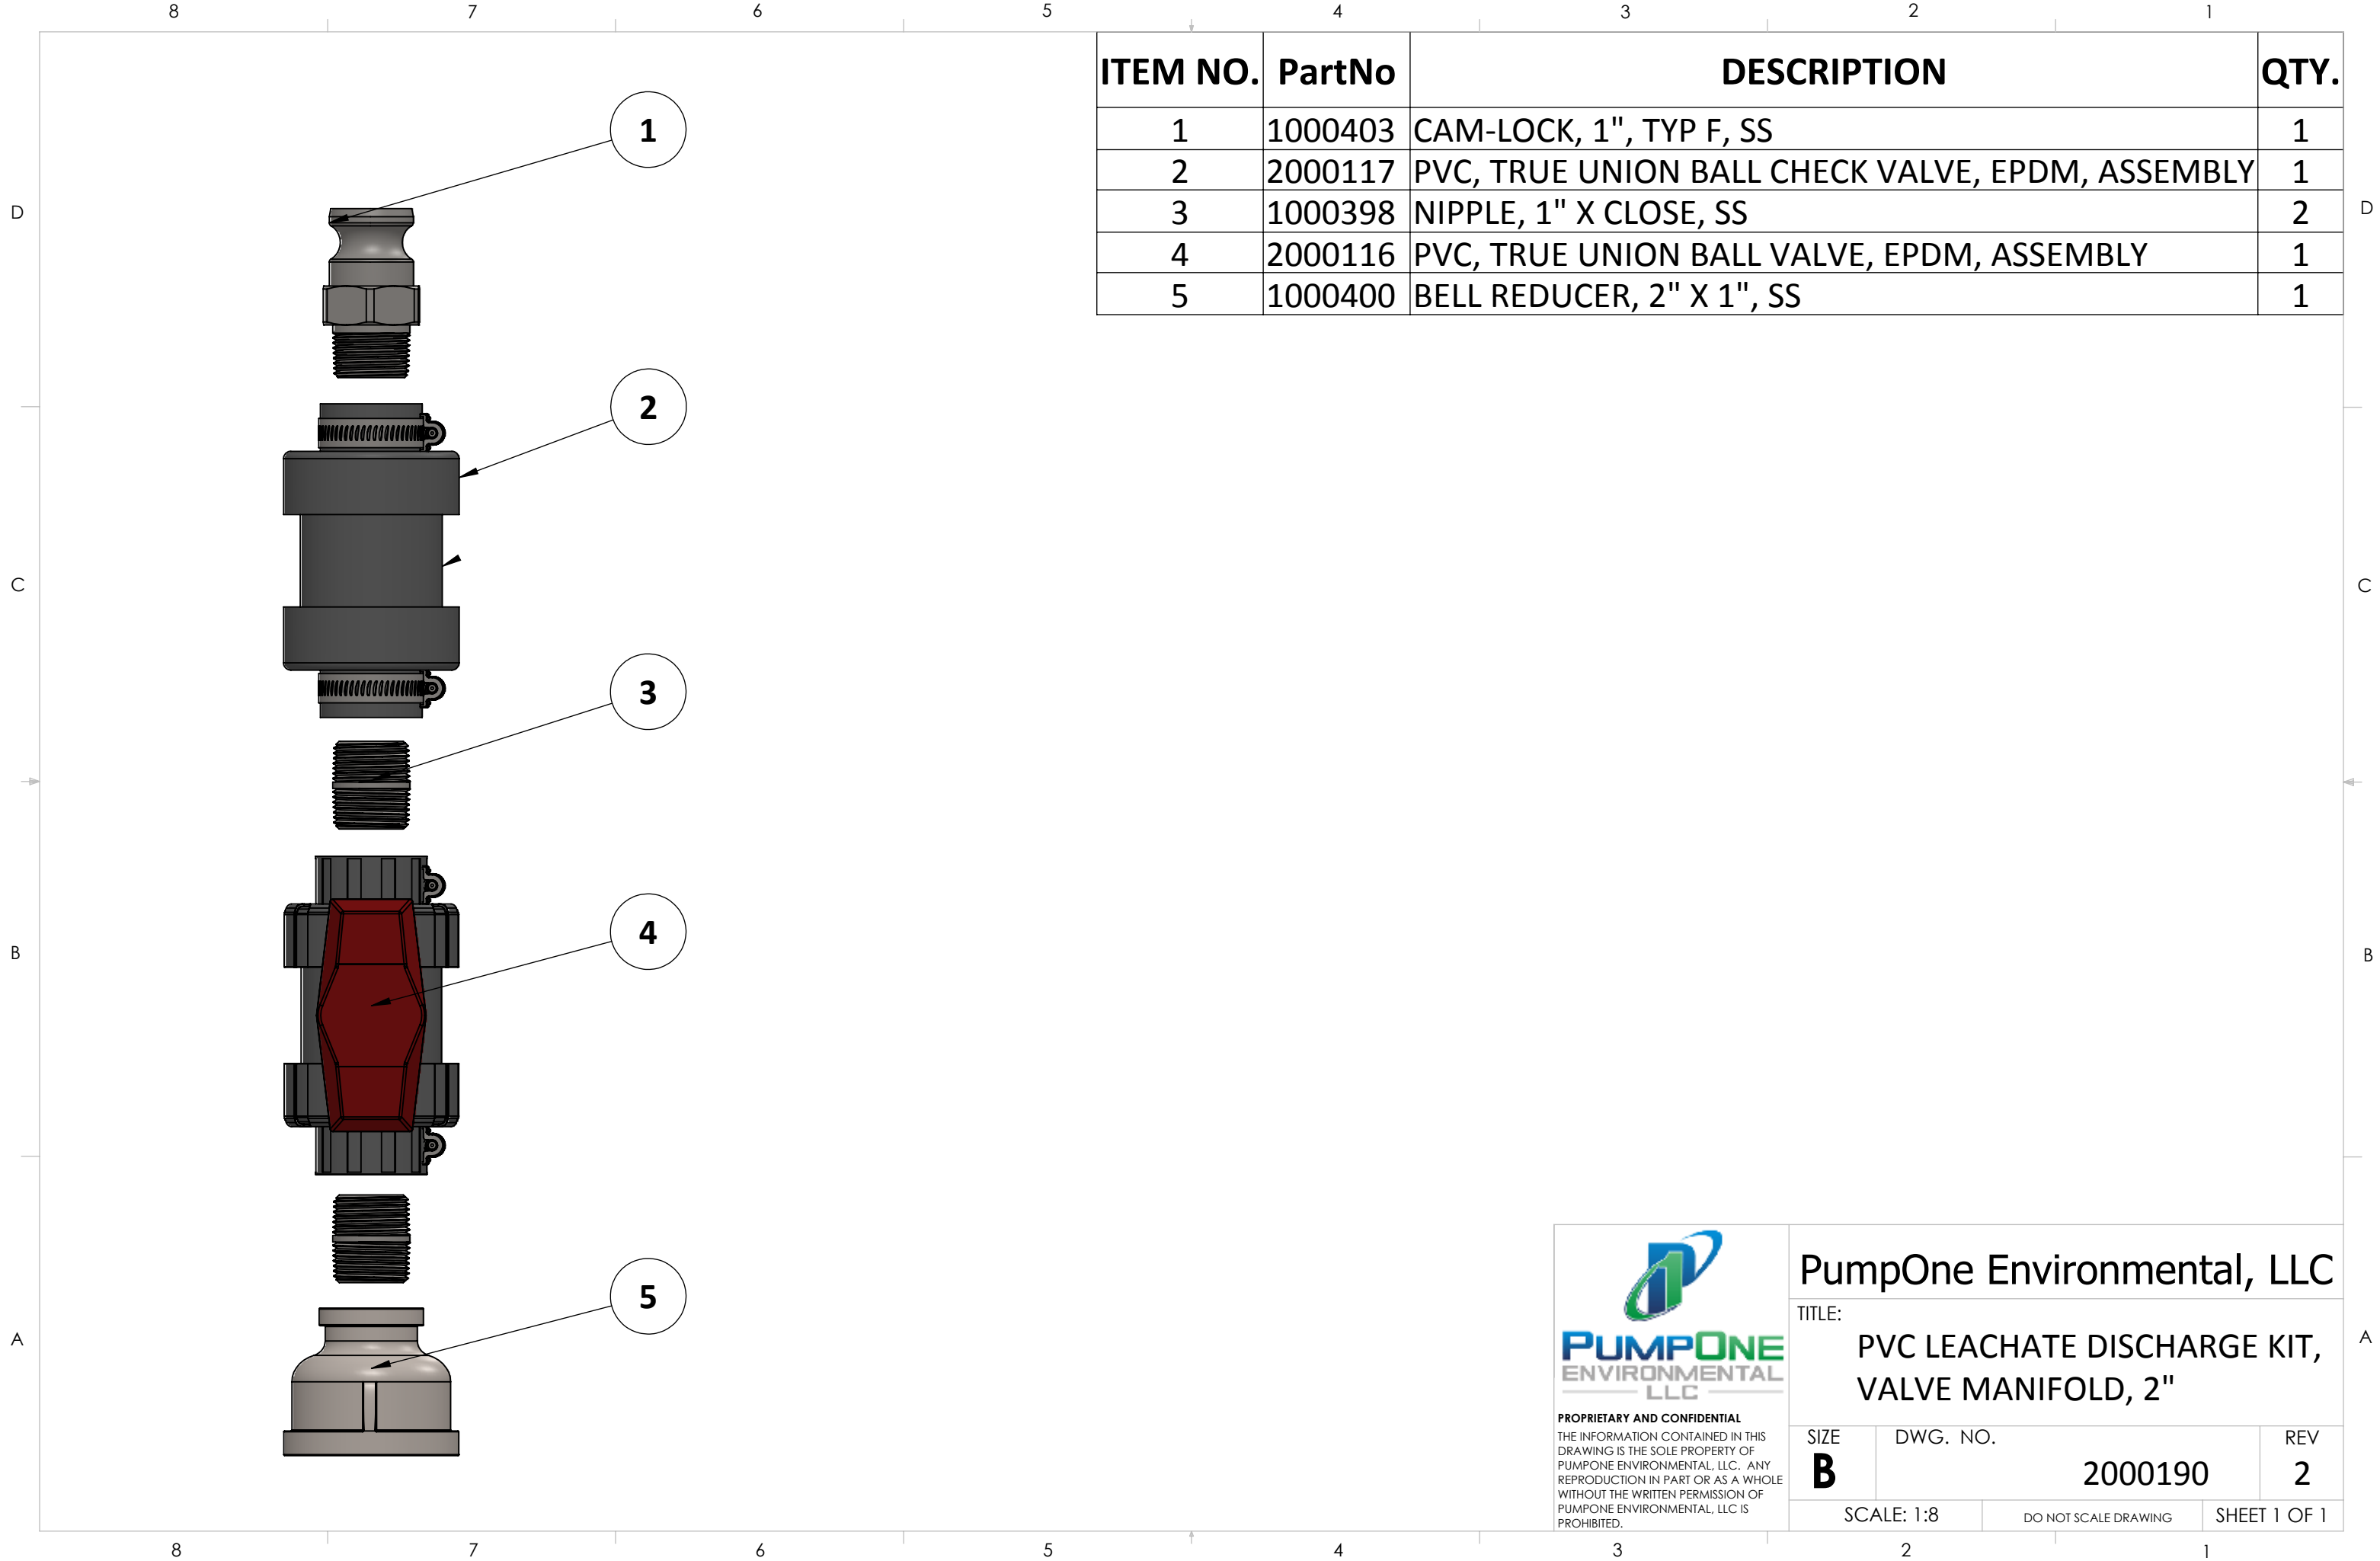 8 7 6 5 4 3 2 1
ITEM NO. PartNo DESCRIPTION QTY.
1 1000403 CAM-LOCK, 1", TYP F, SS 1
2 2000117 PVC, TRUE UNION BALL CHECK VALVE, EPDM, ASSEMBLY 1
3 1000398 NIPPLE, 1" X CLOSE, SS 2
4 2000116 PVC, TRUE UNION BALL VALVE, EPDM, ASSEMBLY 1
5 1000400 BELL REDUCER, 2" X 1", SS 1
1
D D
2
C C
3
4
B B
5
A A
PUMPONE
ENVIRONMENTAL
LLC
PROPRIETARY AND CONFIDENTIAL
THE INFORMATION CONTAINED IN THIS
DRAWING IS THE SOLE PROPERTY OF
PUMPONE ENVIRONMENTAL, LLC. ANY
REPRODUCTION IN PART OR AS A WHOLE
WITHOUT THE WRITTEN PERMISSION OF
PUMPONE ENVIRONMENTAL, LLC IS
PROHIBITED.
PumpOne Environmental, LLC
TITLE:
PVC LEACHATE DISCHARGE KIT,
VALVE MANIFOLD, 2"
SIZE DWG. NO. REV
B 2000190 2
SCALE: 1:8 DO NOT SCALE DRAWING SHEET 1 OF 1
8 7 6 5 4 3 2 1